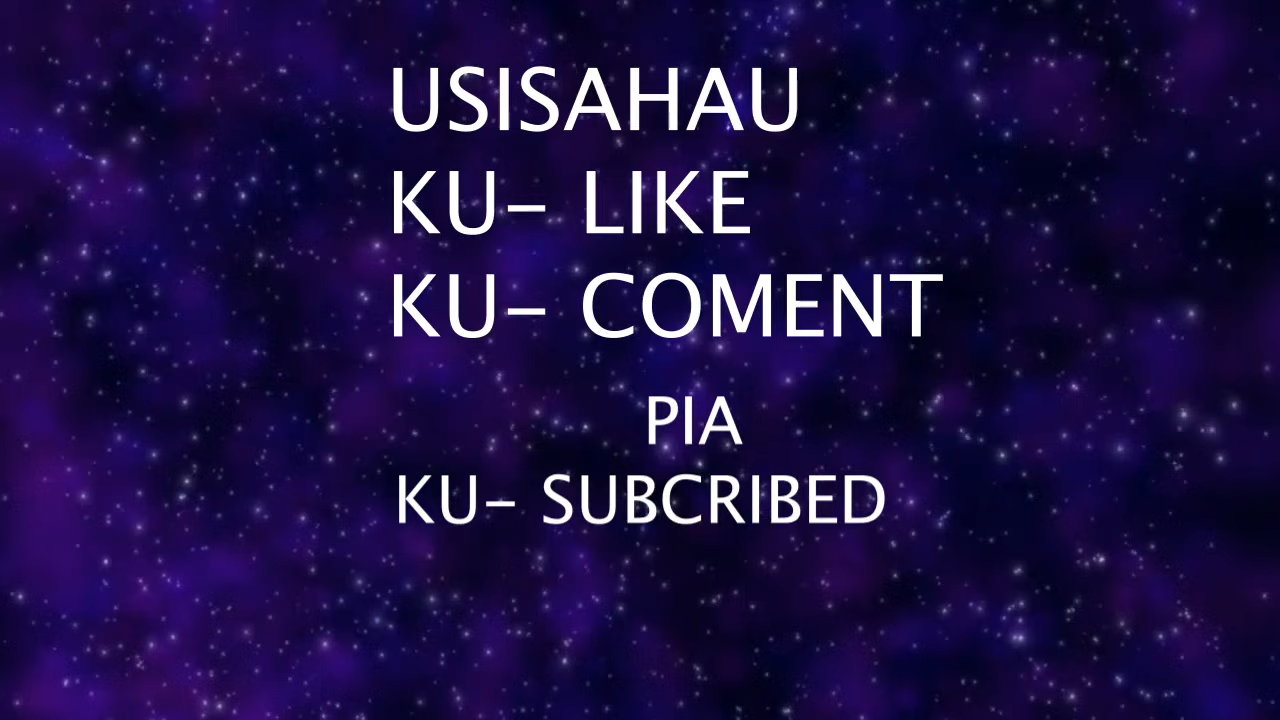 USISAHAU
KU- LIKE
KU- COMENT
PIA
KU- SUBCRIBED